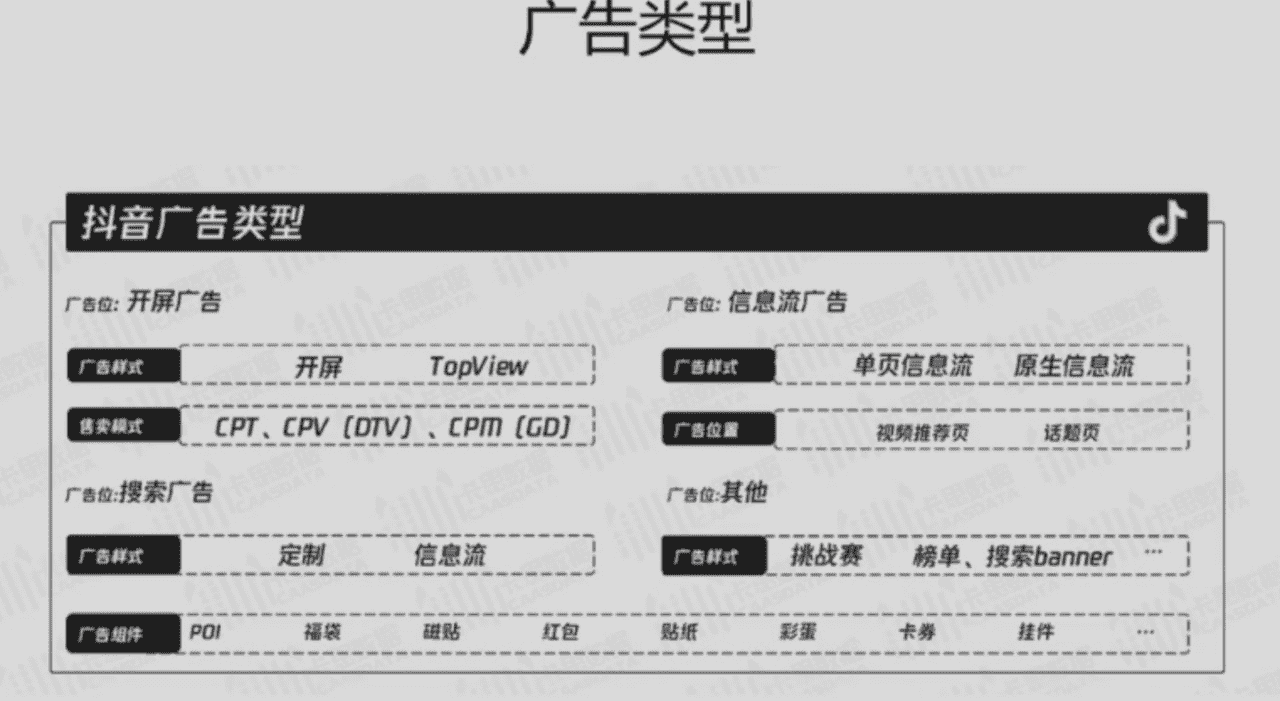 广告类型
抖音广告类型
广告位: 开屏广告
广告样式 开屏 TopView
售卖模式 CPT、CPV（DTV）、CPM（GD）
广告位: 信息流广告
广告样式 单页信息流 原生信息流
广告位置 视频推荐页 话题页
广告位:搜索广告
广告样式 定制 信息流
广告位:其他
广告样式 挑战赛 榜单、搜索banner ···
广告组件 POI 福袋 磁贴 红包 贴纸 彩蛋 卡券 挂件 ···
卡思数据
CAASDATA